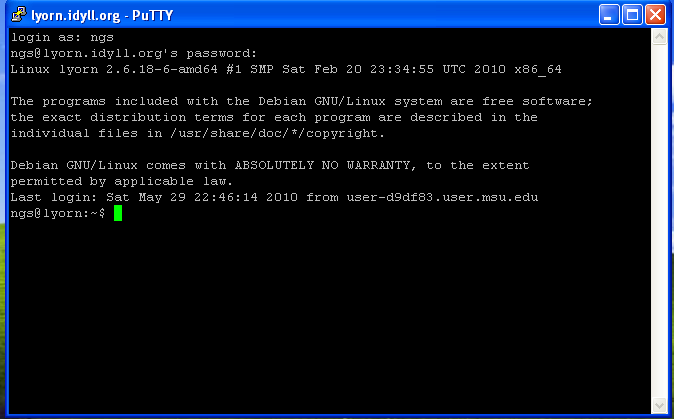 lyorn.idyll.org - PuTTY
login as: ngs
ngs@lyorn.idyll.org's password:
Linux lyorn 2.6.18-6-amd64 #1 SMP Sat Feb 20 23:34:55 UTC 2010 x86_64
The programs included with the Debian GNU/Linux system are free software;
the exact distribution terms for each program are described in the
individual files in /usr/share/doc/*/copyright.
Debian GNU/Linux comes with ABSOLUTELY NO WARRANTY, to the extent
permitted by applicable law.
Last login: Sat May 29 22:46:14 2010 from user-d9df83.user.msu.edu
ngs@lyorn:~$